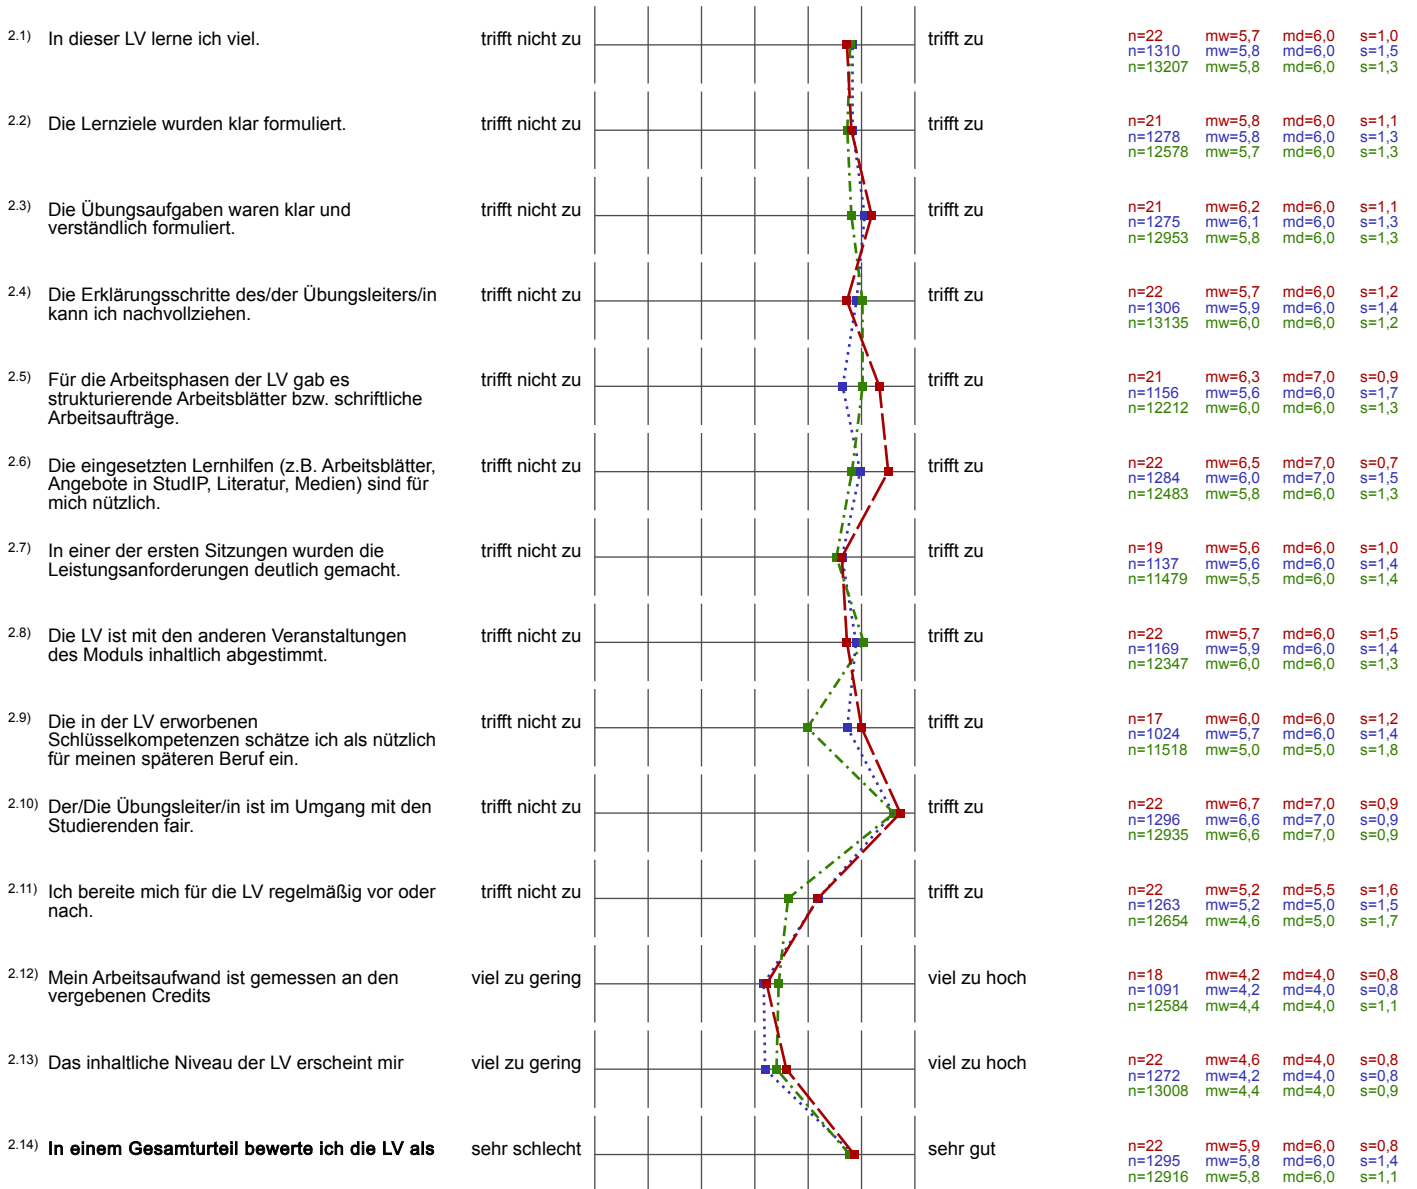 2.1) In dieser LV lerne ich viel. trifft nicht zu trifft zu n=22 mw=5,7 md=6,0 s=1,0
n=1310 mw=5,8 md=6,0 s=1,5
n=13207 mw=5,8 md=6,0 s=1,3
2.2) Die Lernziele wurden klar formuliert. trifft nicht zu trifft zu n=21 mw=5,8 md=6,0 s=1,1
n=1278 mw=5,8 md=6,0 s=1,3
n=12578 mw=5,7 md=6,0 s=1,3
2.3) Die Übungsaufgaben waren klar und trifft nicht zu trifft zu n=21 mw=6,2 md=6,0 s=1,1
verständlich formuliert. n=1275 mw=6,1 md=6,0 s=1,3
n=12953 mw=5,8 md=6,0 s=1,3
2.4) Die Erklärungsschritte des/der Übungsleiters/in trifft nicht zu trifft zu n=22 mw=5,7 md=6,0 s=1,2
kann ich nachvollziehen. n=1306 mw=5,9 md=6,0 s=1,4
n=13135 mw=6,0 md=6,0 s=1,2
2.5) Für die Arbeitsphasen der LV gab es trifft nicht zu trifft zu n=21 mw=6,3 md=7,0 s=0,9
strukturierende Arbeitsblätter bzw. schriftliche n=1156 mw=5,6 md=6,0 s=1,7
Arbeitsaufträge. n=12212 mw=6,0 md=6,0 s=1,3
2.6) Die eingesetzten Lernhilfen (z.B. Arbeitsblätter, trifft nicht zu trifft zu n=22 mw=6,5 md=7,0 s=0,7
Angebote in StudIP, Literatur, Medien) sind für n=1284 mw=6,0 md=7,0 s=1,5
mich nützlich. n=12483 mw=5,8 md=6,0 s=1,3
2.7) In einer der ersten Sitzungen wurden die trifft nicht zu trifft zu n=19 mw=5,6 md=6,0 s=1,0
Leistungsanforderungen deutlich gemacht. n=1137 mw=5,6 md=6,0 s=1,4
n=11479 mw=5,5 md=6,0 s=1,4
2.8) Die LV ist mit den anderen Veranstaltungen trifft nicht zu trifft zu n=22 mw=5,7 md=6,0 s=1,5
des Moduls inhaltlich abgestimmt. n=1169 mw=5,9 md=6,0 s=1,4
n=12347 mw=6,0 md=6,0 s=1,3
2.9) Die in der LV erworbenen trifft nicht zu trifft zu n=17 mw=6,0 md=6,0 s=1,2
Schlüsselkompetenzen schätze ich als nützlich n=1024 mw=5,7 md=6,0 s=1,4
für meinen späteren Beruf ein. n=11518 mw=5,0 md=5,0 s=1,8
2.10) Der/Die Übungsleiter/in ist im Umgang mit den trifft nicht zu trifft zu n=22 mw=6,7 md=7,0 s=0,9
Studierenden fair. n=1296 mw=6,6 md=7,0 s=0,9
n=12935 mw=6,6 md=7,0 s=0,9
2.11) Ich bereite mich für die LV regelmäßig vor oder trifft nicht zu trifft zu n=22 mw=5,2 md=5,5 s=1,6
nach. n=1263 mw=5,2 md=5,0 s=1,5
n=12654 mw=4,6 md=5,0 s=1,7
2.12) Mein Arbeitsaufwand ist gemessen an den viel zu gering viel zu hoch n=18 mw=4,2 md=4,0 s=0,8
vergebenen Credits n=1091 mw=4,2 md=4,0 s=0,8
n=12584 mw=4,4 md=4,0 s=1,1
2.13) Das inhaltliche Niveau der LV erscheint mir viel zu gering viel zu hoch n=22 mw=4,6 md=4,0 s=0,8
n=1272 mw=4,2 md=4,0 s=0,8
n=13008 mw=4,4 md=4,0 s=0,9
2.14) In einem Gesamturteil bewerte ich die LV als sehr schlecht sehr gut n=22 mw=5,9 md=6,0 s=0,8
n=1295 mw=5,8 md=6,0 s=1,4
n=12916 mw=5,8 md=6,0 s=1,1